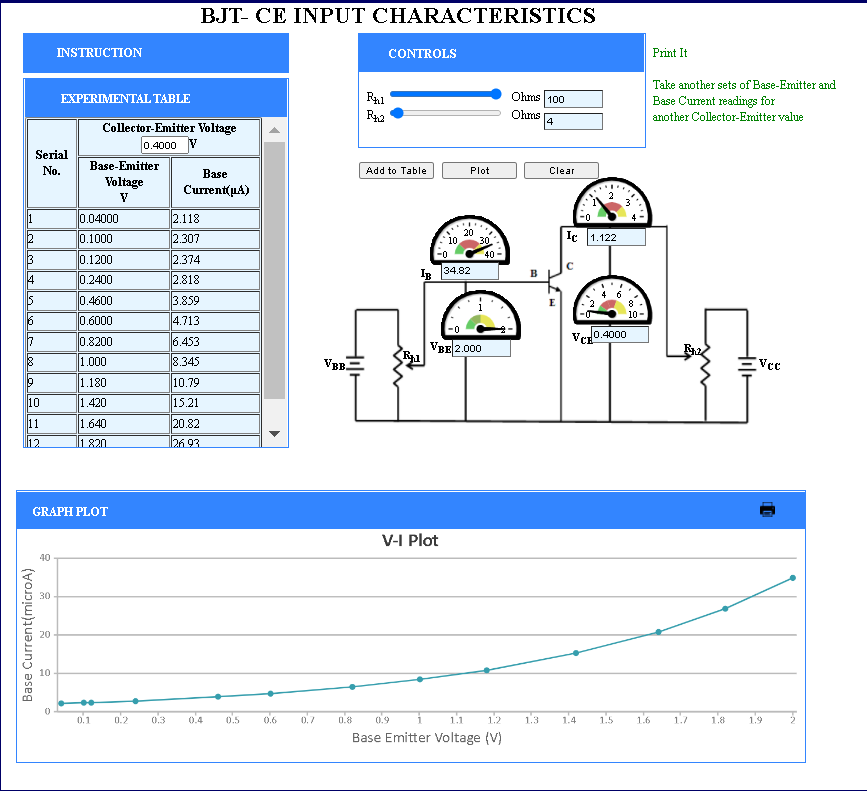 BJT- CE INPUT CHARACTERISTICS
INSTRUCTION
EXPERIMENTAL TABLE
Serial No.
Collector-Emitter Voltage
0.4000 V
Base-Emitter Voltage V
Base Current(μA)
1 0.04000 2.118
2 0.1000 2.307
3 0.1200 2.374
4 0.2400 2.818
5 0.4600 3.859
6 0.6000 4.713
7 0.8200 6.453
8 1.000 8.345
9 1.180 10.79
10 1.420 15.21
11 1.640 20.82
12 1.820 26.93
CONTROLS
Rh1 Ohms 100
Rh2 Ohms 4
Add to Table Plot Clear
Print It
Take another sets of Base-Emitter and
Base Current readings for
another Collector-Emitter value
0 1 2 3 4
IC 1.122
0 10 20 30 40
IB 34.82
B
C
E
0 1 2
VBE 2.000
0 2 4 6 8 10
VCE 0.4000
VBB
Rh1
Rh2
VCC
GRAPH PLOT
V-I Plot
Base Current(microA)
40
30
20
10
0
0.1 0.2 0.3 0.4 0.5 0.6 0.7 0.8 0.9 1 1.1 1.2 1.3 1.4 1.5 1.6 1.7 1.8 1.9 2
Base Emitter Voltage (V)